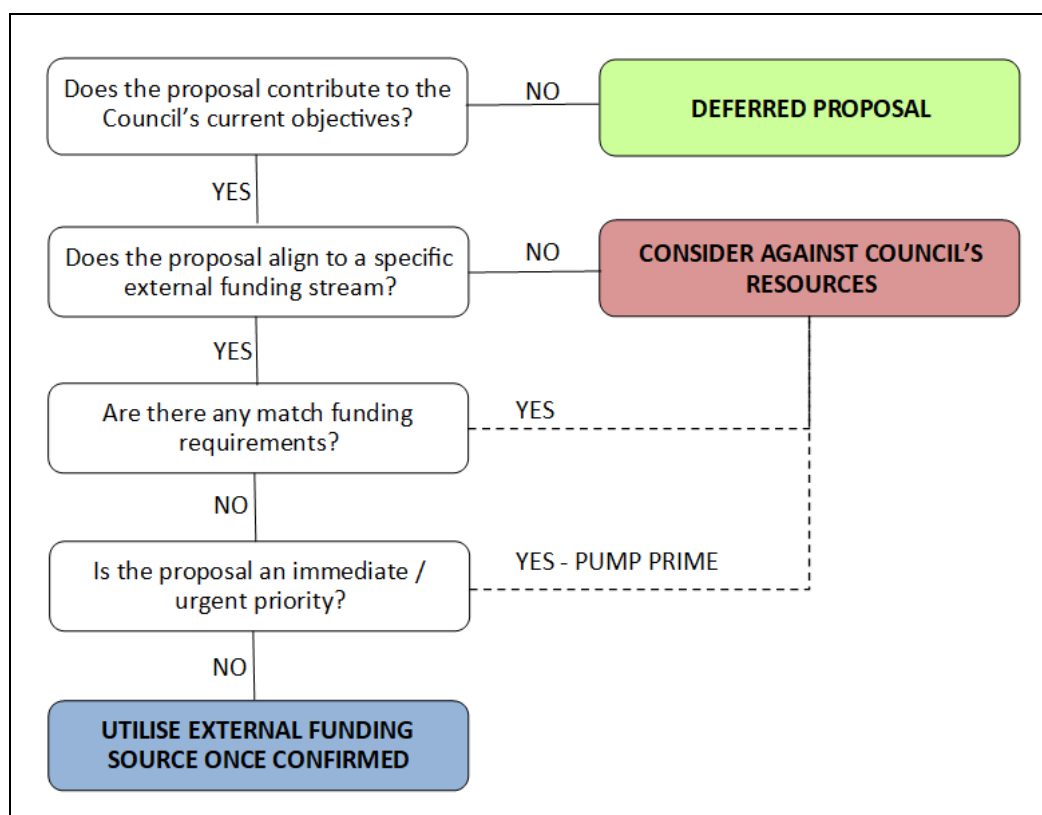 Does the proposal contribute to the
Council's current objectives?
NO
DEFERRED PROPOSAL
YES
Does the proposal align to a specific
external funding stream?
NO
CONSIDER AGAINST COUNCIL'S
RESOURCES
YES
Are there any match funding
requirements?
YES
NO
Is the proposal an immediate /
urgent priority?
YES - PUMP PRIME
NO
UTILISE EXTERNAL FUNDING
SOURCE ONCE CONFIRMED